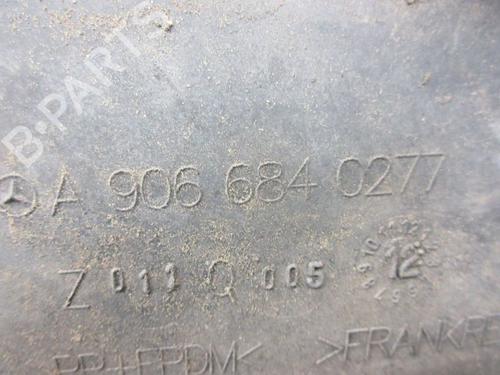 B-PARTS
A 906 684 0277
Z 011 Q 005 12
PP+EPDM< >FRANKRE